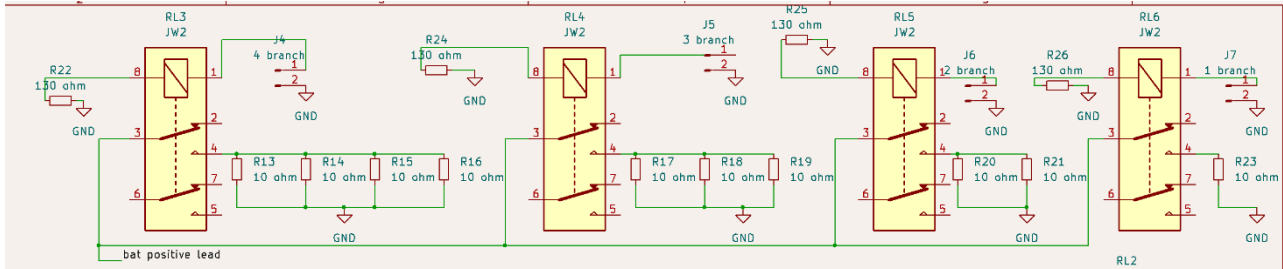 RL3
JW2
R22
130 ohm
GND
8
1
3
2
4
7
6
5
J4
4 branch
1
2
GND
R13
10 ohm
R14
10 ohm
R15
10 ohm
R16
10 ohm
GND
bat positive lead
RL4
JW2
R24
130 ohm
GND
8
1
3
2
4
7
6
5
J5
3 branch
1
2
GND
R17
10 ohm
R18
10 ohm
R19
10 ohm
GND
R25
130 ohm
GND
RL5
JW2
8
1
3
2
4
7
6
5
J6
2 branch
1
2
GND
R20
10 ohm
R21
10 ohm
GND
RL6
JW2
R26
130 ohm
GND
8
1
3
2
4
7
6
5
J7
1 branch
1
2
GND
R23
10 ohm
GND
RL2